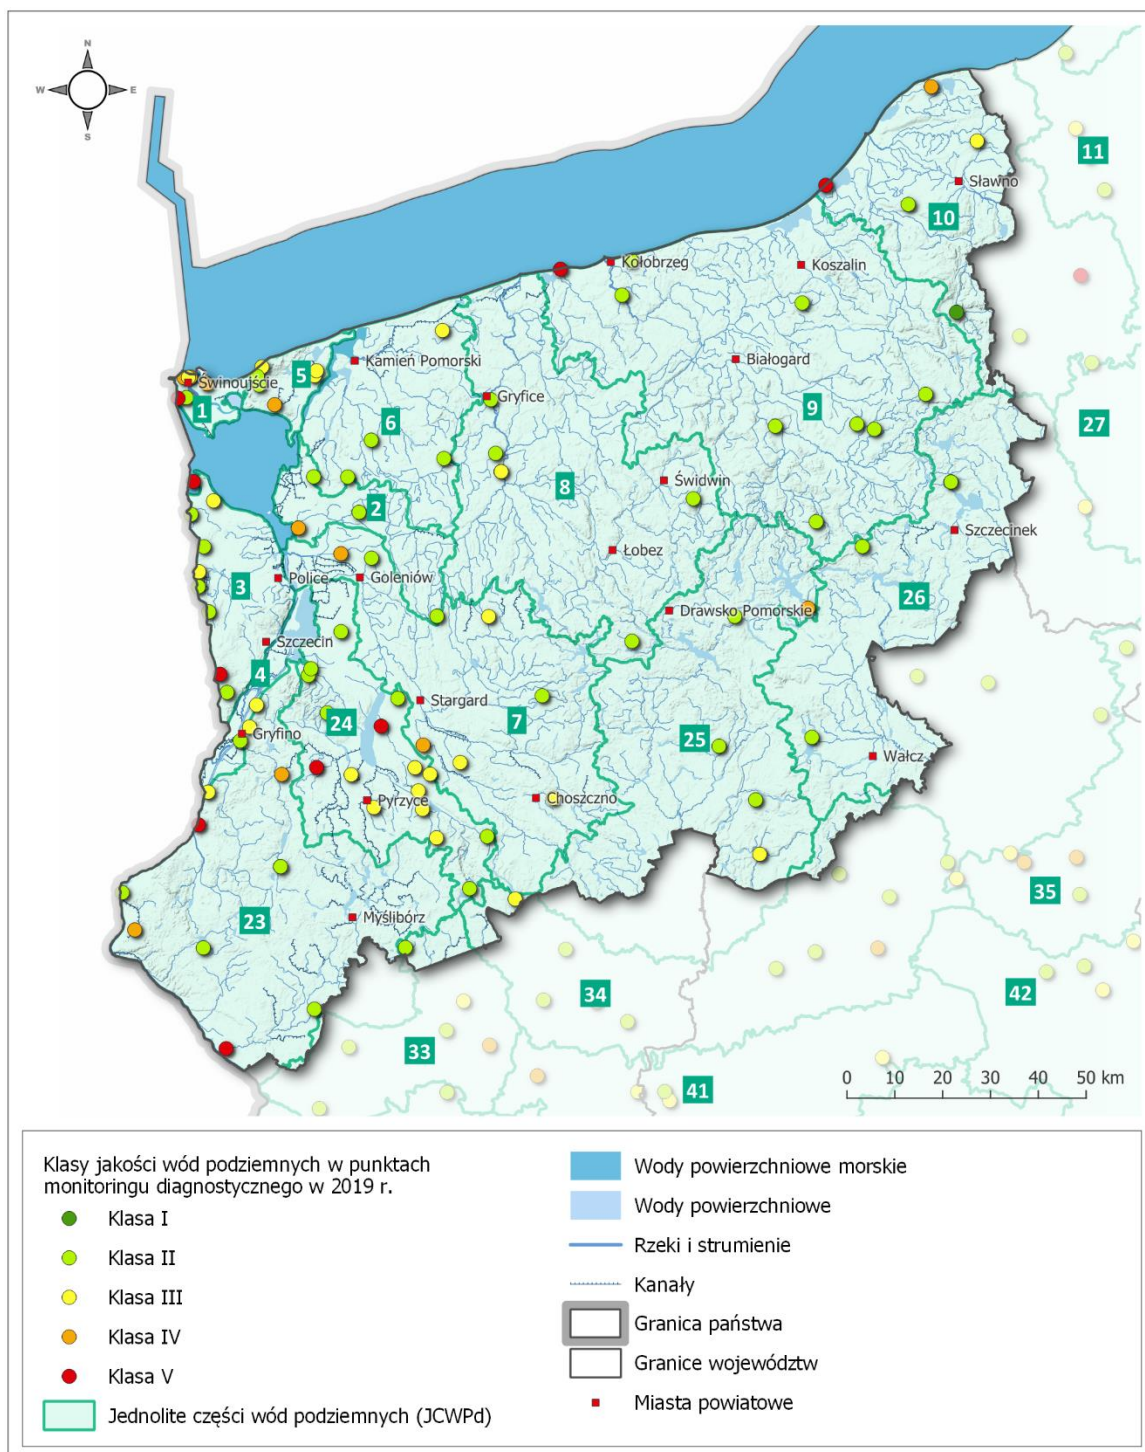 N
W
E
S
11
Sławno
10
Kołobrzeg
Koszalin
Kamień Pomorski
Białogard
5
Świnoujście
1
Gryfice
9
6
27
8
Świdwin
2
Szczecinek
Łobez
3
Police
Goleniów
26
Drawsko Pomorskie
Szczecin
4
Stargard
7
24
25
Gryfino
Wałcz
Pyrzyce
Choszczno
35
23
Myślibórz
34
42
33
41
0 10 20 30 40 50 km
Klasy jakości wód podziemnych w punktach
monitoringu diagnostycznego w 2019 r.
Klasa I
Klasa II
Klasa III
Klasa IV
Klasa V
Jednolite części wód podziemnych (JCWPd)
Wody powierzchniowe morskie
Wody powierzchniowe
Rzeki i strumienie
Kanały
Granica państwa
Granice województw
Miasta powiatowe